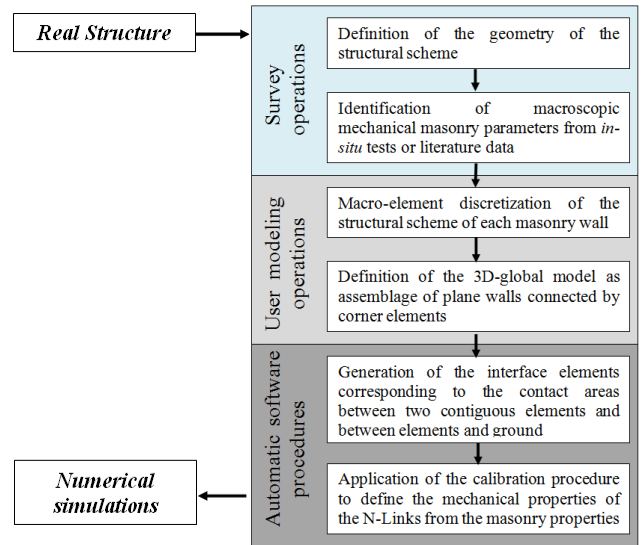 Real Structure
Survey
operations
Definition of the geometry of the
structural scheme
Identification of macroscopic
mechanical masonry parameters from in-
situ tests or literature data
User modeling
operations
Macro-element discretization of the
structural scheme of each masonry wall
Definition of the 3D-global model as
assemblage of plane walls connected by
corner elements
Automatic software
procedures
Generation of the interface elements
corresponding to the contact areas
between two contiguous elements and
between elements and ground
Application of the calibration procedure
to define the mechanical properties of
the N-Links from the masonry properties
Numerical
simulations